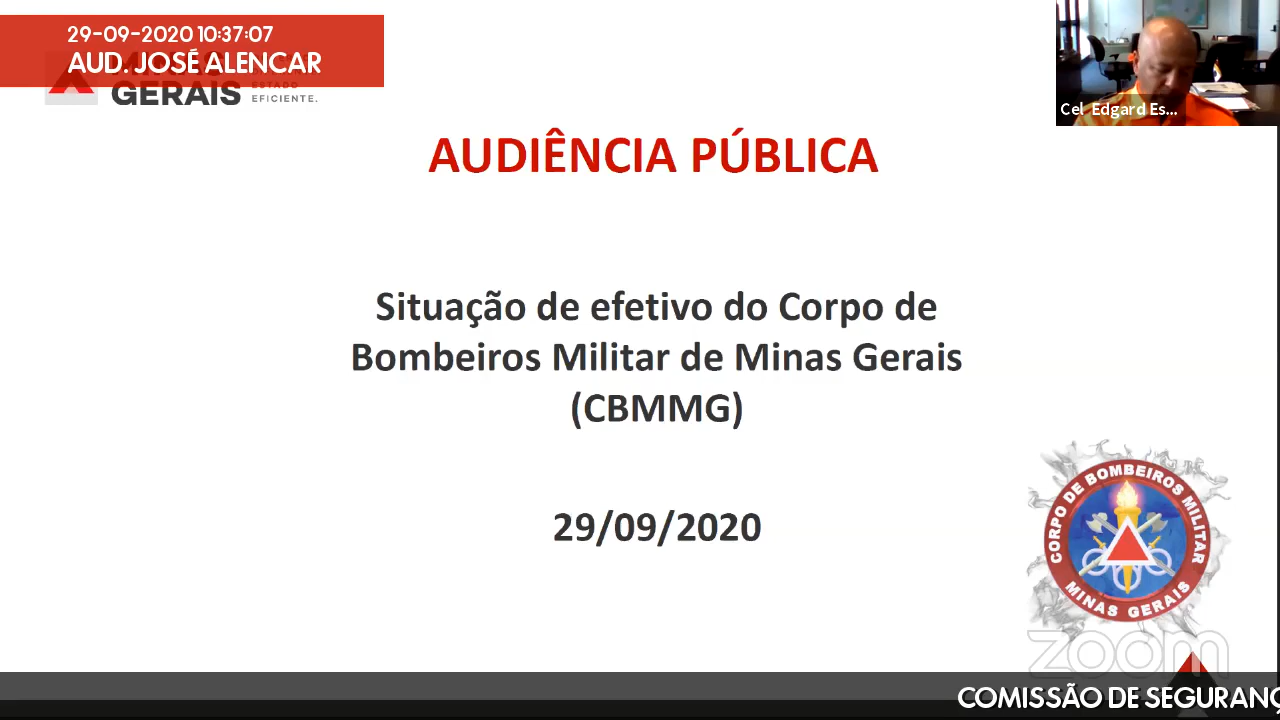 29-09-2020 10:37:07
AUD. JOSÉ ALENCAR
GERAIS
ESTADO
EFICIENTE.
Cel Edgard Es...
AUDIÊNCIA PÚBLICA
Situação de efetivo do Corpo de
Bombeiros Militar de Minas Gerais
(CBMMG)
29/09/2020
CORPO DE BOMBEIROS MILITAR
MINAS GERAIS
zoom
COMISSÃO DE SEGURANÇ